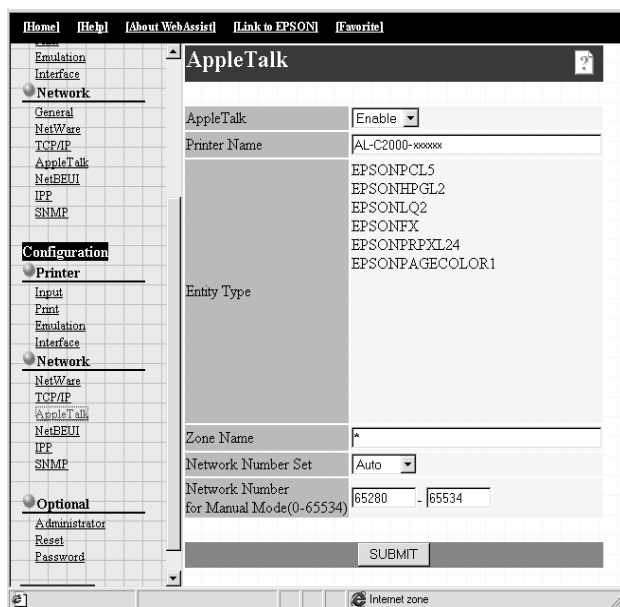 [Home] [Help] [About WebAssist] [Link to EPSON] [Favorite]
Emulation
Interface
Network
General
NetWare
TCP/IP
AppleTalk
NetBEUI
IPP
SNMP
Configuration
Printer
Input
Print
Emulation
Interface
Network
NetWare
TCP/IP
AppleTalk
NetBEUI
IPP
SNMP
Optional
Administrator
Reset
Password
AppleTalk
?
AppleTalk Enable
Printer Name AL-C2000-xxxxxx
Entity Type
EPSONPCL5
EPSONHPGL2
EPSONLQ2
EPSONFX
EPSONPRPXL24
EPSONPAGECOLOR1
Zone Name *
Network Number Set Auto
Network Number
for Manual Mode(0-65534) 65280 - 65534
SUBMIT
Internet zone